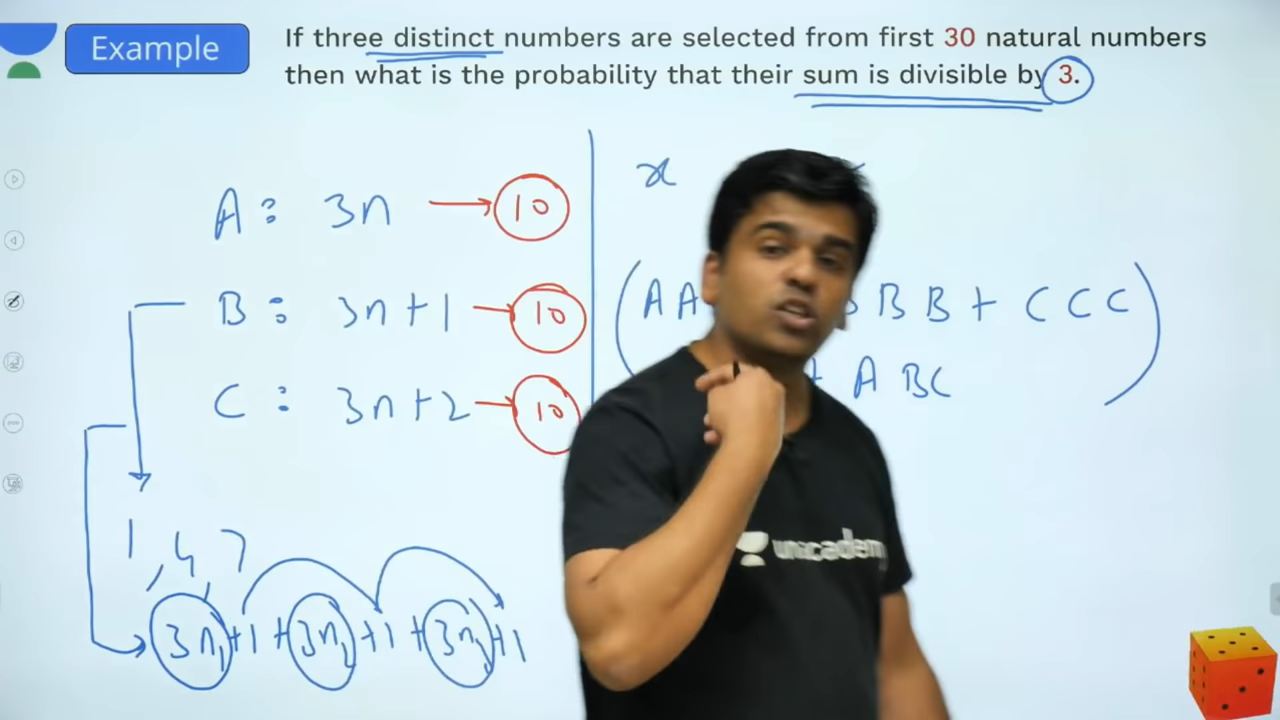 Example
If three distinct numbers are selected from first 30 natural numbers
then what is the probability that their sum is divisible by 3.
A : 3n → 10
B : 3n+1 → 10
C : 3n+2 → 10
x
(A A B B + C C C)
+ A B C
1, 4, 7
3n₁+1 + 3n₂+1 + 3n₃+1
unacademy